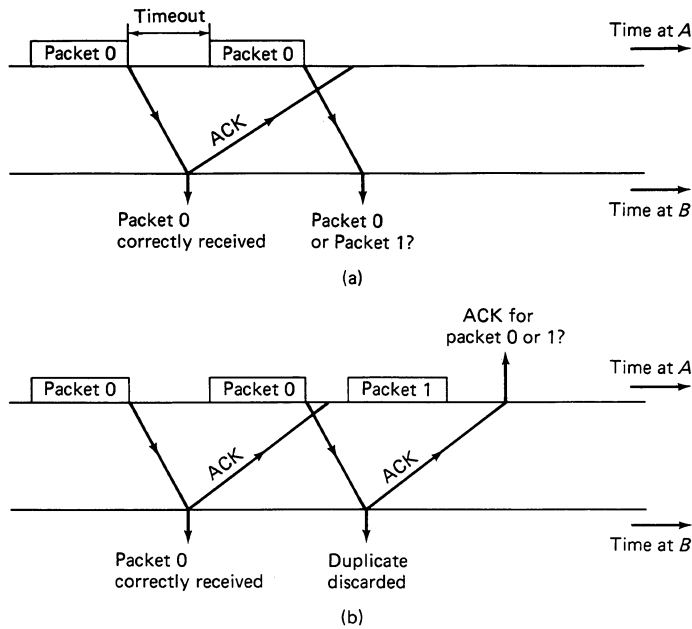 Timeout
Time at A
Packet 0
Packet 0
ACK
Time at B
Packet 0
correctly received
Packet 0
or Packet 1?
(a)
ACK for
packet 0 or 1?
Time at A
Packet 0
Packet 0
Packet 1
ACK
ACK
Time at B
Packet 0
correctly received
Duplicate
discarded
(b)